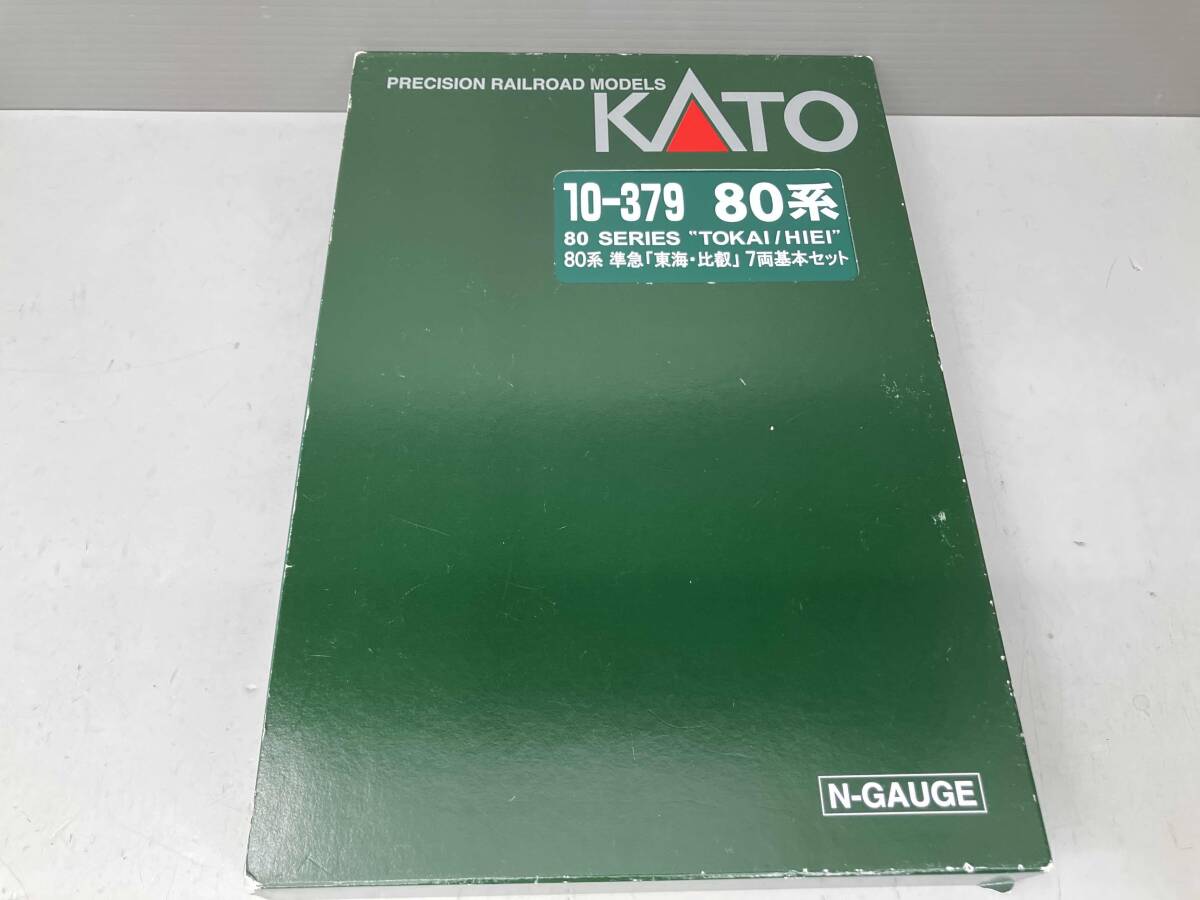 PRECISION RAILROAD MODELS
KATO
10-379 80系
80 SERIES "TOKAI/HIEI"
80系 準急「東海・比叡」7両基本セット
N-GAUGE